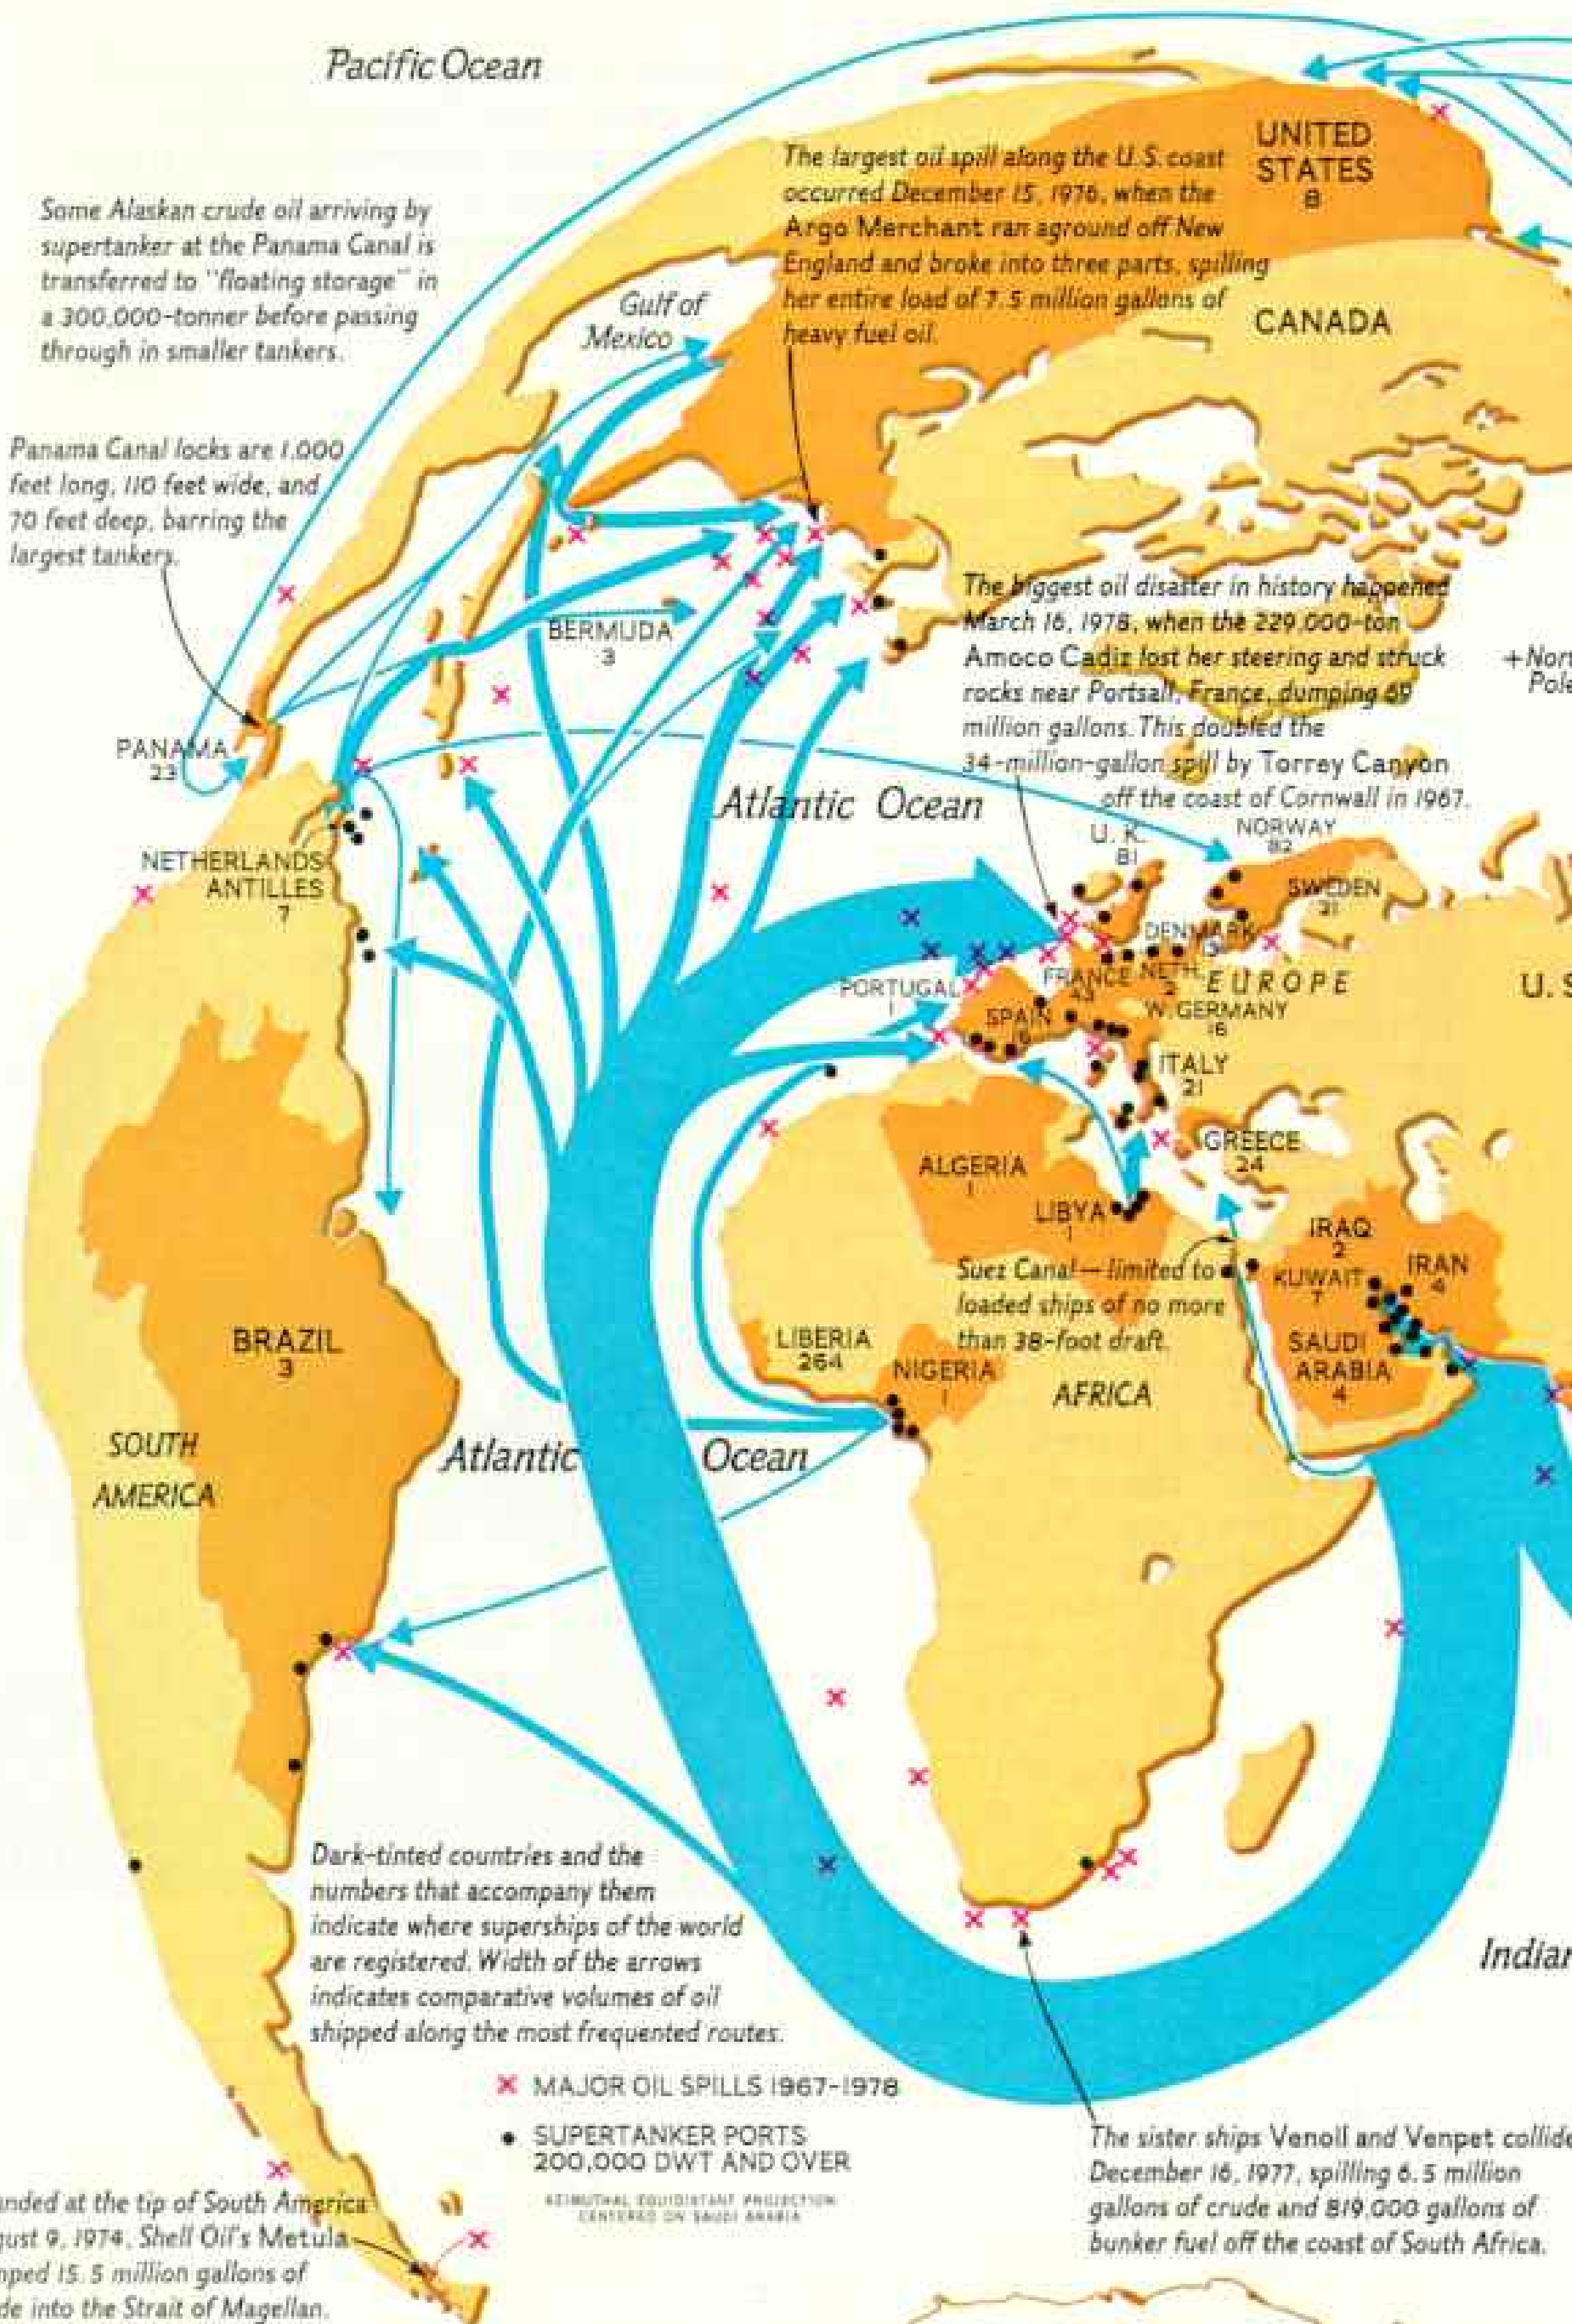 Pacific Ocean
UNITED
STATES
8
The largest oil spill along the U.S. coast
occurred December 15, 1976, when the
Argo Merchant ran aground off New
England and broke into three parts, spilling
her entire load of 7.5 million gallons of
heavy fuel oil.
Some Alaskan crude oil arriving by
supertanker at the Panama Canal is
transferred to "floating storage" in
a 300,000-tonner before passing
through in smaller tankers.
Gulf of
Mexico
CANADA
Panama Canal locks are 1,000
feet long, 110 feet wide, and
70 feet deep, barring the
largest tankers.
The biggest oil disaster in history happened
March 16, 1978, when the 229,000-ton
Amoco Cadiz lost her steering and struck
rocks near Portsall, France, dumping 69
million gallons. This doubled the
34-million-gallon spill by Torrey Canyon
off the coast of Cornwall in 1967.
BERMUDA
3
+Nort
Pole
PANAMA
23
Atlantic Ocean
U. K.
81
NORWAY
82
NETHERLANDS
ANTILLES
7
SWEDEN
21
DENMARK
PORTUGAL
1
FRANCE
43
NETH.
EUROPE
U.S
SPAIN
W. GERMANY
16
ITALY
21
GREECE
24
ALGERIA
1
LIBYA
1
IRAQ
2
IRAN
4
KUWAIT
7
Suez Canal—limited to
loaded ships of no more
than 38-foot draft.
SAUDI
ARABIA
4
BRAZIL
3
LIBERIA
264
NIGERIA
1
AFRICA
SOUTH
AMERICA
Atlantic Ocean
Dark-tinted countries and the
numbers that accompany them
indicate where superships of the world
are registered. Width of the arrows
indicates comparative volumes of oil
shipped along the most frequented routes.
Indian
× MAJOR OIL SPILLS 1967-1978
• SUPERTANKER PORTS
200,000 DWT AND OVER
AZIMUTHAL EQUIDISTANT PROJECTION
CENTERED ON SAUDI ARABIA
The sister ships Venoil and Venpet collide
December 16, 1977, spilling 6.5 million
gallons of crude and 819,000 gallons of
bunker fuel off the coast of South Africa.
nded at the tip of South America
gust 9, 1974, Shell Oil's Metula
ped 15.5 million gallons of
de into the Strait of Magellan.